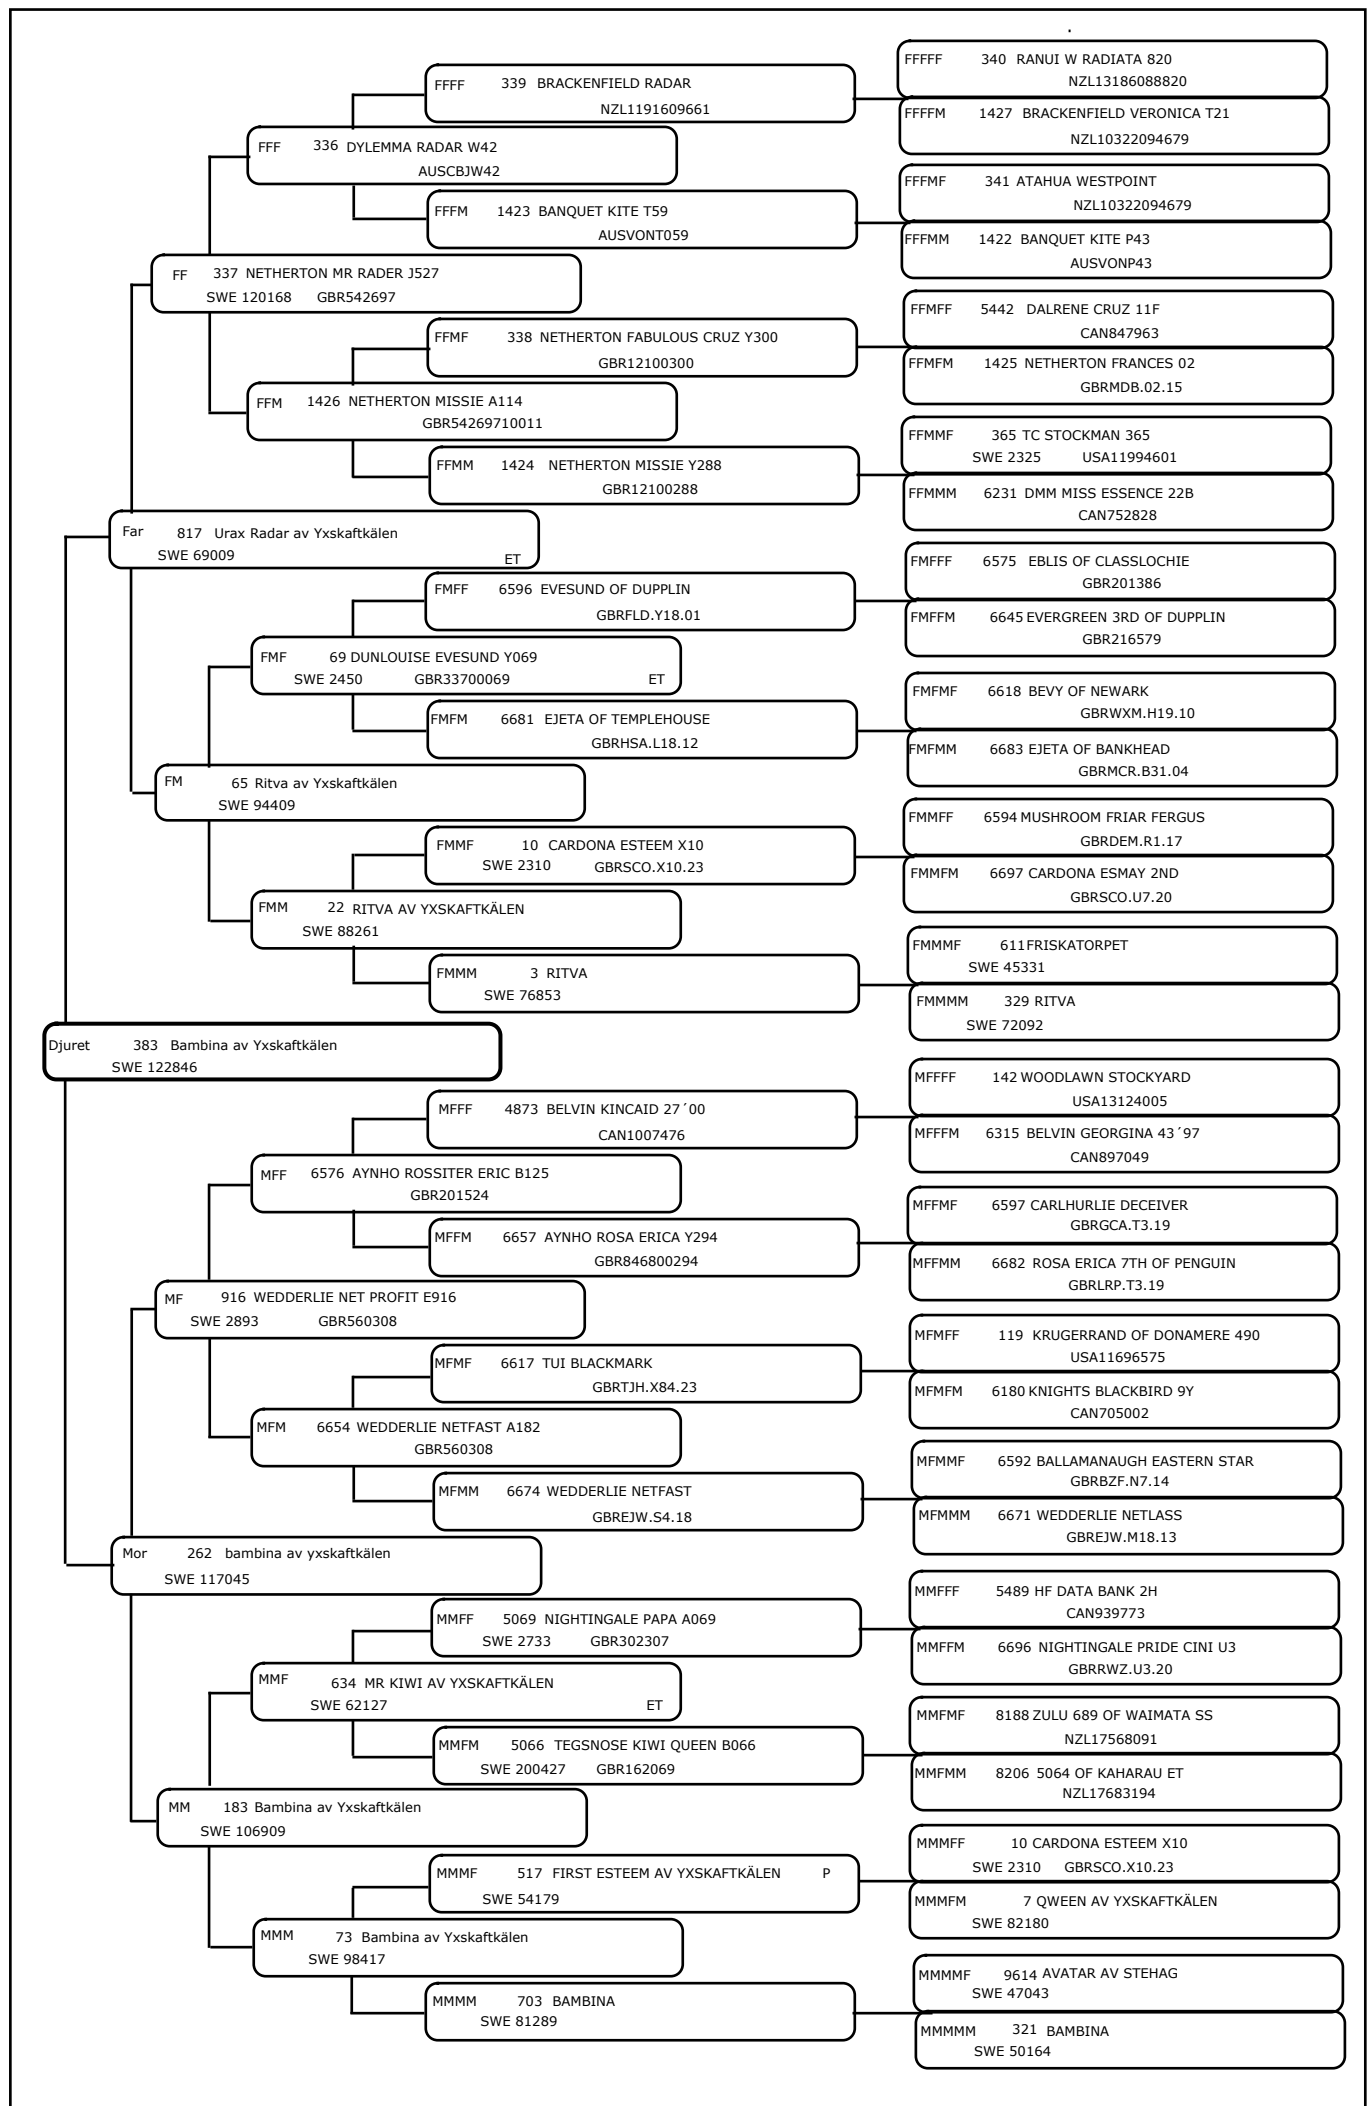 FFFFF 340 RANUI W RADIATA 820
NZL13186088820
FFFF 339 BRACKENFIELD RADAR
NZL1191609661
FFFFM 1427 BRACKENFIELD VERONICA T21
NZL10322094679
FFF 336 DYLEMMA RADAR W42
AUSCBJW42
FFFMF 341 ATAHUA WESTPOINT
NZL10322094679
FFFM 1423 BANQUET KITE T59
AUSVONT059
FFFMM 1422 BANQUET KITE P43
AUSVONP43
FF 337 NETHERTON MR RADER J527
SWE 120168 GBR542697
FFMFF 5442 DALRENE CRUZ 11F
CAN847963
FFMF 338 NETHERTON FABULOUS CRUZ Y300
GBR12100300
FFMFM 1425 NETHERTON FRANCES 02
GBRMDB.02.15
FFM 1426 NETHERTON MISSIE A114
GBR54269710011
FFMMF 365 TC STOCKMAN 365
SWE 2325 USA11994601
FFMM 1424 NETHERTON MISSIE Y288
GBR12100288
FFMMM 6231 DMM MISS ESSENCE 22B
CAN752828
Far 817 Urax Radar av Yxskaftkälen
SWE 69009 ET
FMFFF 6575 EBLIS OF CLASSLOCHIE
GBR201386
FMFF 6596 EVESUND OF DUPPLIN
GBRFLD.Y18.01
FMFFM 6645 EVERGREEN 3RD OF DUPPLIN
GBR216579
FMF 69 DUNLOUISE EVESUND Y069
SWE 2450 GBR33700069 ET
FMFMF 6618 BEVY OF NEWARK
GBRWXM.H19.10
FMFM 6681 EJETA OF TEMPLEHOUSE
GBRHSA.L18.12
FMFMM 6683 EJETA OF BANKHEAD
GBRMCR.B31.04
FM 65 Ritva av Yxskaftkälen
SWE 94409
FMMFF 6594 MUSHROOM FRIAR FERGUS
GBRDEM.R1.17
FMMF 10 CARDONA ESTEEM X10
SWE 2310 GBRSCO.X10.23
FMMFM 6697 CARDONA ESMAY 2ND
GBRSCO.U7.20
FMM 22 RITVA AV YXSKAFTKÄLEN
SWE 88261
FMMMF 611 FRISKATORPET
SWE 45331
FMMM 3 RITVA
SWE 76853
FMMMM 329 RITVA
SWE 72092
Djuret 383 Bambina av Yxskaftkälen
SWE 122846
MFFFF 142 WOODLAWN STOCKYARD
USA13124005
MFFF 4873 BELVIN KINCAID 27´00
CAN1007476
MFFFM 6315 BELVIN GEORGINA 43´97
CAN897049
MFF 6576 AYNHO ROSSITER ERIC B125
GBR201524
MFFMF 6597 CARLHURLIE DECEIVER
GBRGCA.T3.19
MFFM 6657 AYNHO ROSA ERICA Y294
GBR846800294
MFFMM 6682 ROSA ERICA 7TH OF PENGUIN
GBRLRP.T3.19
MF 916 WEDDERLIE NET PROFIT E916
SWE 2893 GBR560308
MFMFF 119 KRUGERRAND OF DONAMERE 490
USA11696575
MFMF 6617 TUI BLACKMARK
GBRTJH.X84.23
MFMFM 6180 KNIGHTS BLACKBIRD 9Y
CAN705002
MFM 6654 WEDDERLIE NETFAST A182
GBR560308
MFMMF 6592 BALLAMANAUGH EASTERN STAR
GBRBZF.N7.14
MFMM 6674 WEDDERLIE NETFAST
GBREJW.S4.18
MFMMM 6671 WEDDERLIE NETLASS
GBREJW.M18.13
Mor 262 bambina av yxskaftkälen
SWE 117045
MMFFF 5489 HF DATA BANK 2H
CAN939773
MMFF 5069 NIGHTINGALE PAPA A069
SWE 2733 GBR302307
MMFFM 6696 NIGHTINGALE PRIDE CINI U3
GBRRWZ.U3.20
MMF 634 MR KIWI AV YXSKAFTKÄLEN
SWE 62127 ET
MMFMF 8188 ZULU 689 OF WAIMATA SS
NZL17568091
MMFM 5066 TEGSNOSE KIWI QUEEN B066
SWE 200427 GBR162069
MMFMM 8206 5064 OF KAHARAU ET
NZL17683194
MM 183 Bambina av Yxskaftkälen
SWE 106909
MMMFF 10 CARDONA ESTEEM X10
SWE 2310 GBRSCO.X10.23
MMMF 517 FIRST ESTEEM AV YXSKAFTKÄLEN P
SWE 54179
MMMFM 7 QWEEN AV YXSKAFTKÄLEN
SWE 82180
MMM 73 Bambina av Yxskaftkälen
SWE 98417
MMMMF 9614 AVATAR AV STEHAG
SWE 47043
MMMM 703 BAMBINA
SWE 81289
MMMMM 321 BAMBINA
SWE 50164